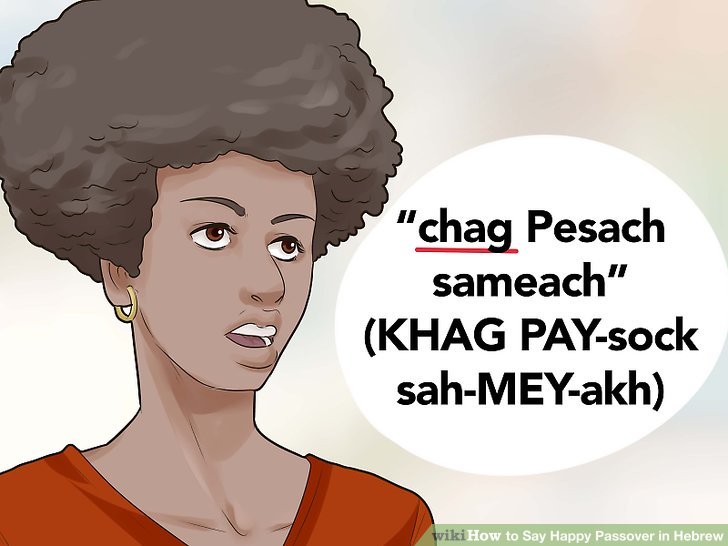 “chag Pesach
sameach”
(KHAG PAY-sock
sah-MEY-akh)
wikiHow to Say Happy Passover in Hebrew